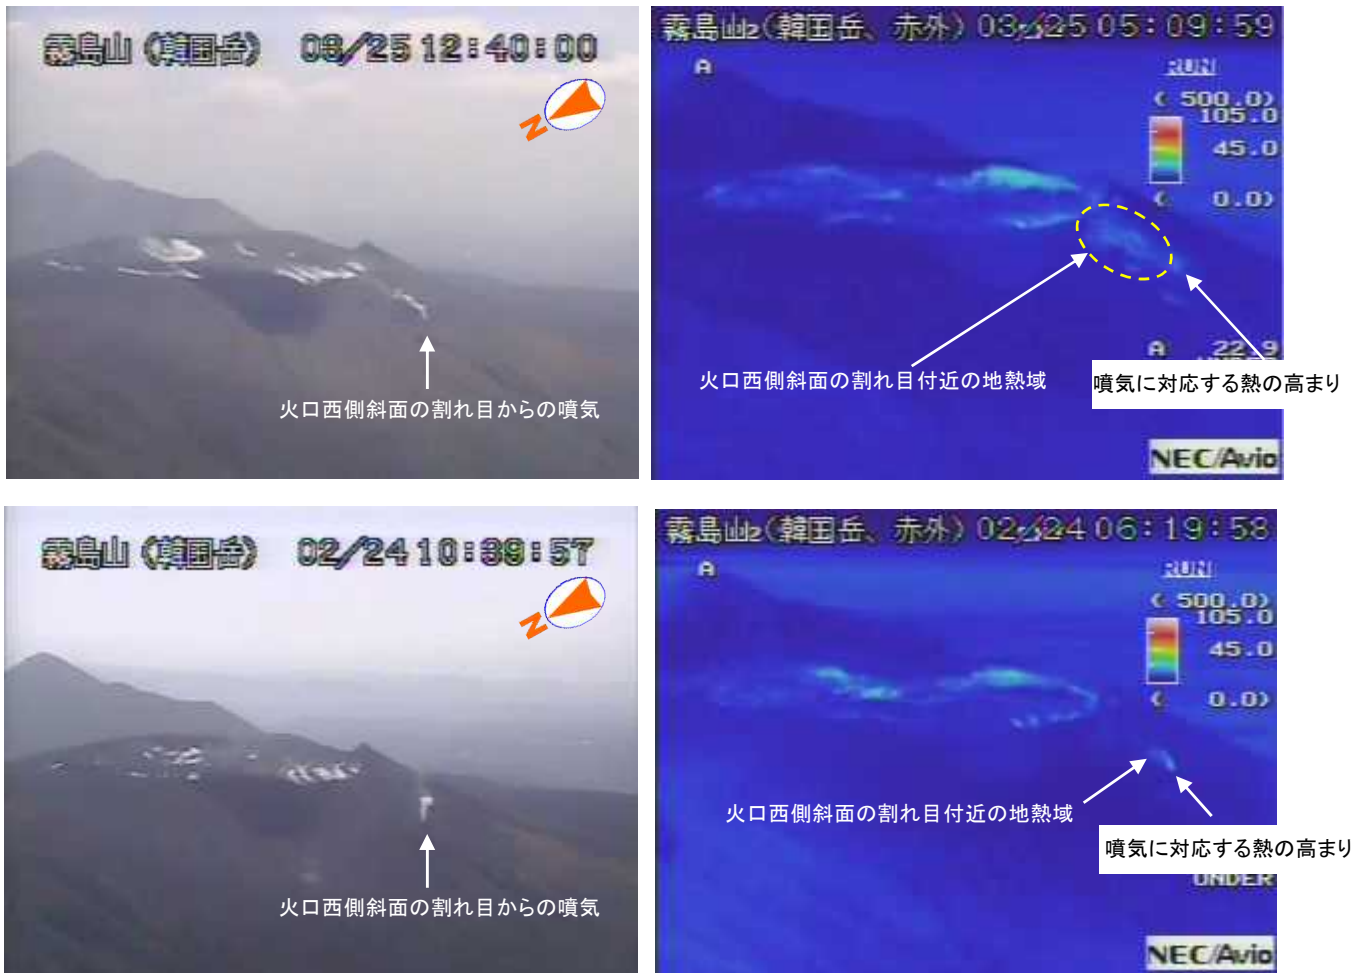 霧島山 (韓国岳) 03/25 12:40:00
N
火口西側斜面の割れ目からの噴気
霧島山2(韓国岳、赤外) 03/25 05:09:59
A
RUN
( 500.0)
105.0
45.0
( 0.0)
火口西側斜面の割れ目付近の地熱域
A 22.9
噴気に対応する熱の高まり
NEC/Avio
霧島山 (韓国岳) 02/24 10:39:57
N
火口西側斜面の割れ目からの噴気
霧島山2(韓国岳、赤外) 02/24 06:19:58
A
RUN
( 500.0)
105.0
45.0
( 0.0)
火口西側斜面の割れ目付近の地熱域
噴気に対応する熱の高まり
UNDER
NEC/Avio